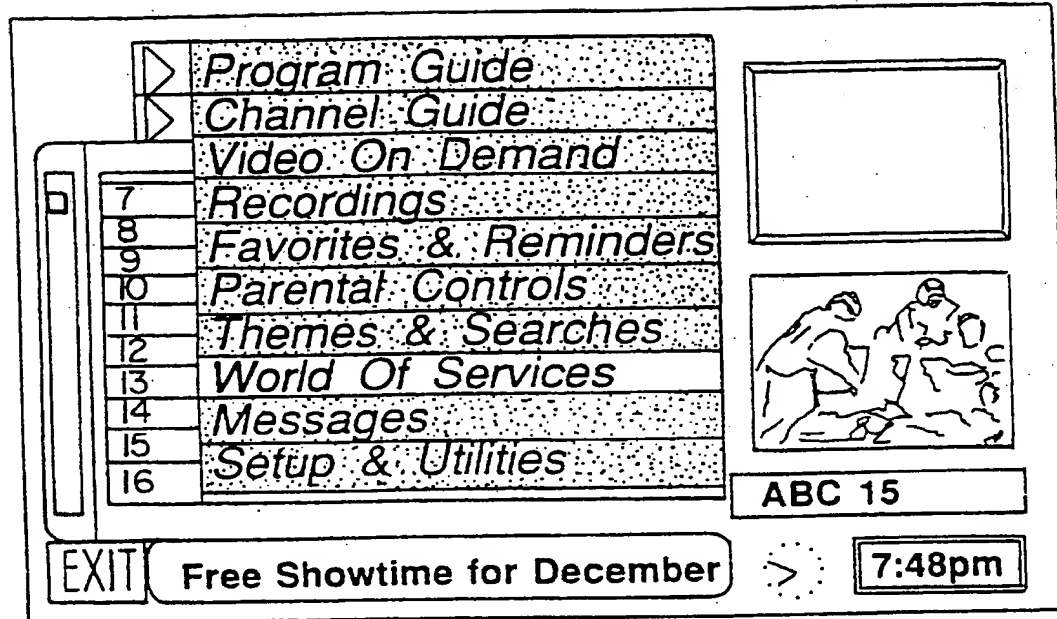 Program Guide
Channel Guide
Video On Demand
7 Recordings
8 Favorites & Reminders
9
10 Parental Controls
11 Themes & Searches
12
13 World Of Services
14 Messages
15 Setup & Utilities
16
ABC 15
EXIT Free Showtime for December 7:48pm